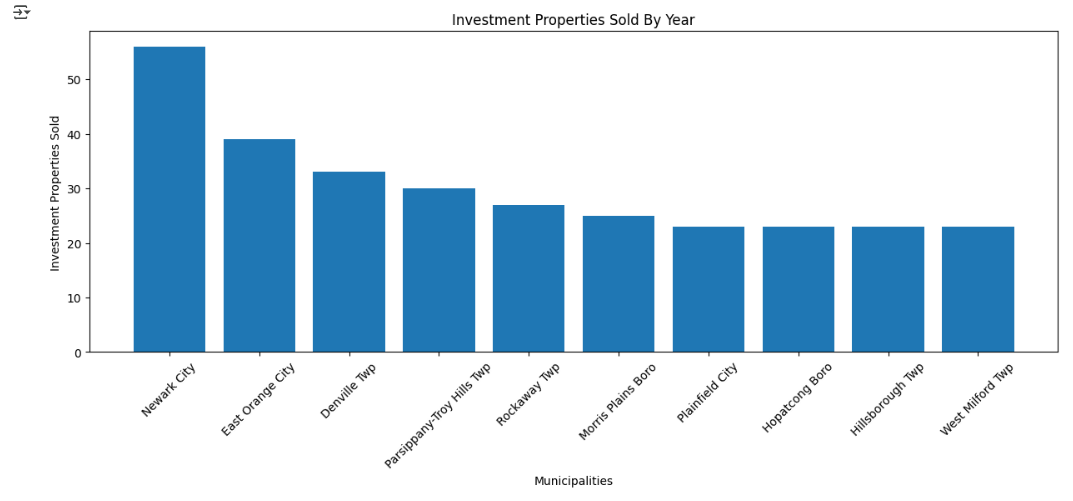 Investment Properties Sold By Year
Investment Properties Sold
50
40
30
20
10
0
Newark City
East Orange City
Denville Twp
Parsippany-Troy Hills Twp
Rockaway Twp
Morris Plains Boro
Plainfield City
Hopatcong Boro
Hillsborough Twp
West Milford Twp
Municipalities